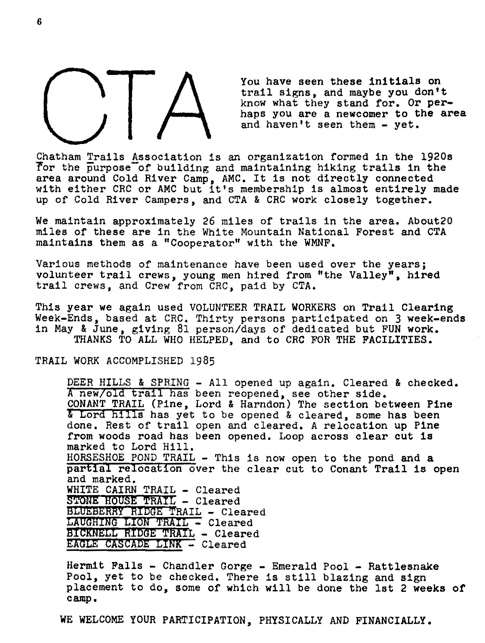 6
CTA
You have seen these initials on
trail signs, and maybe you don't
know what they stand for. Or per-
haps you are a newcomer to the area
and haven't seen them - yet.
Chatham Trails Association is an organization formed in the 1920s
for the purpose of building and maintaining hiking trails in the
area around Cold River Camp, AMC. It is not directly connected
with either CRC or AMC but it's membership is almost entirely made
up of Cold River Campers, and CTA & CRC work closely together.
We maintain approximately 26 miles of trails in the area. About20
miles of these are in the White Mountain National Forest and CTA
maintains them as a "Cooperator" with the WMNF.
Various methods of maintenance have been used over the years;
volunteer trail crews, young men hired from "the Valley", hired
trail crews, and Crew from CRC, paid by CTA.
This year we again used VOLUNTEER TRAIL WORKERS on Trail Clearing
Week-Ends, based at CRC. Thirty persons participated on 3 week-ends
in May & June, giving 81 person/days of dedicated but FUN work.
THANKS TO ALL WHO HELPED, and to CRC FOR THE FACILITIES.
TRAIL WORK ACCOMPLISHED 1985
DEER HILLS & SPRING - All opened up again. Cleared & checked.
A new/old trail has been reopened, see other side.
CONANT TRAIL (Pine, Lord & Harndon) The section between Pine
& Lord hills has yet to be opened & cleared, some has been
done. Rest of trail open and cleared. A relocation up Pine
from woods road has been opened. Loop across clear cut is
marked to Lord Hill.
HORSESHOE POND TRAIL - This is now open to the pond and a
partial relocation over the clear cut to Conant Trail is open
and marked.
WHITE CAIRN TRAIL - Cleared
STONE HOUSE TRAIL - Cleared
BLUEBERRY RIDGE TRAIL - Cleared
LAUGHING LION TRAIL - Cleared
BICKNELL RIDGE TRAIL - Cleared
EAGLE CASCADE LINK - Cleared
Hermit Falls - Chandler Gorge - Emerald Pool - Rattlesnake
Pool, yet to be checked. There is still blazing and sign
placement to do, some of which will be done the 1st 2 weeks of
camp.
WE WELCOME YOUR PARTICIPATION, PHYSICALLY AND FINANCIALLY.